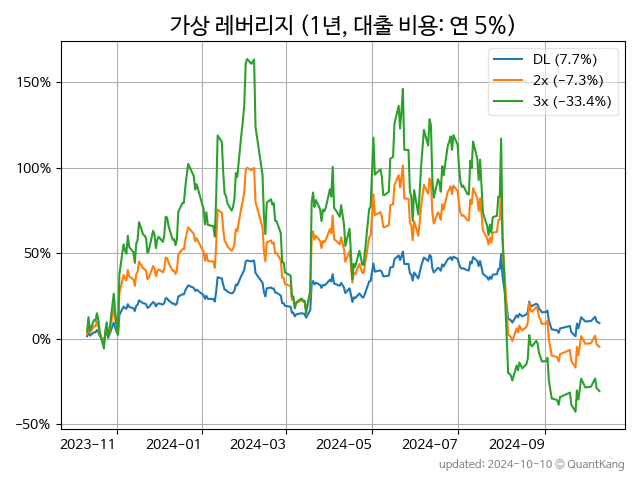 가상 레버리지 (1년, 대출 비용: 연 5%)
DL (7.7%)
2x (−7.3%)
3x (−33.4%)
150%
100%
50%
0%
−50%
2023-11
2024-01
2024-03
2024-05
2024-07
2024-09
updated: 2024-10-10 © QuantKang